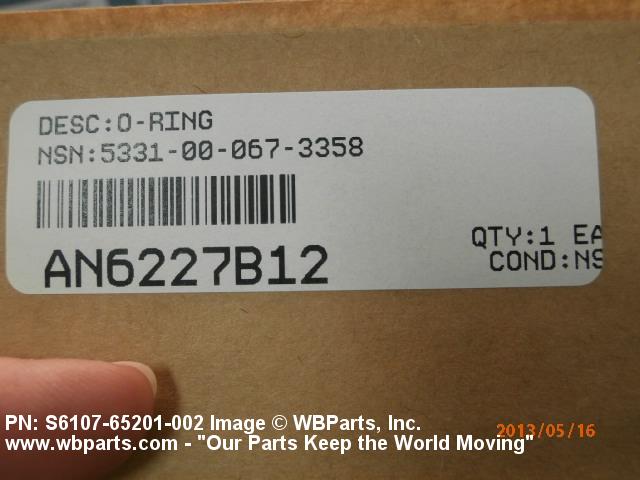 DESC:O-RING
NSN:5331-00-067-3358
AN6227B12
QTY:1 EA
COND:NS
PN: S6107-65201-002 Image © WBParts, Inc.
2013/05/16
www.wbparts.com - "Our Parts Keep the World Moving"